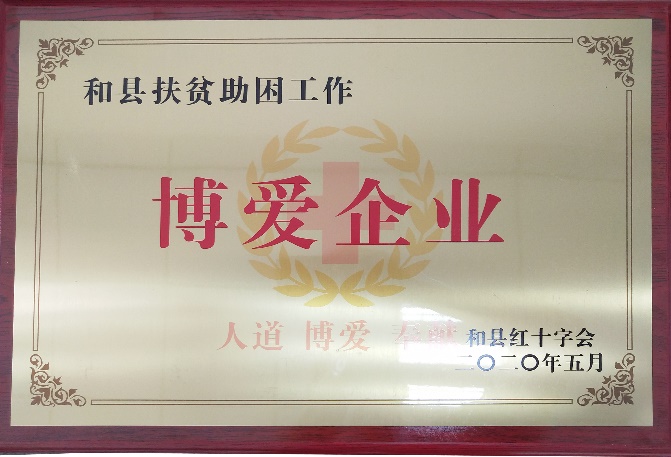 和县扶贫助困工作
博爱企业
人道 博爱 奉献
和县红十字会
二〇二〇年五月